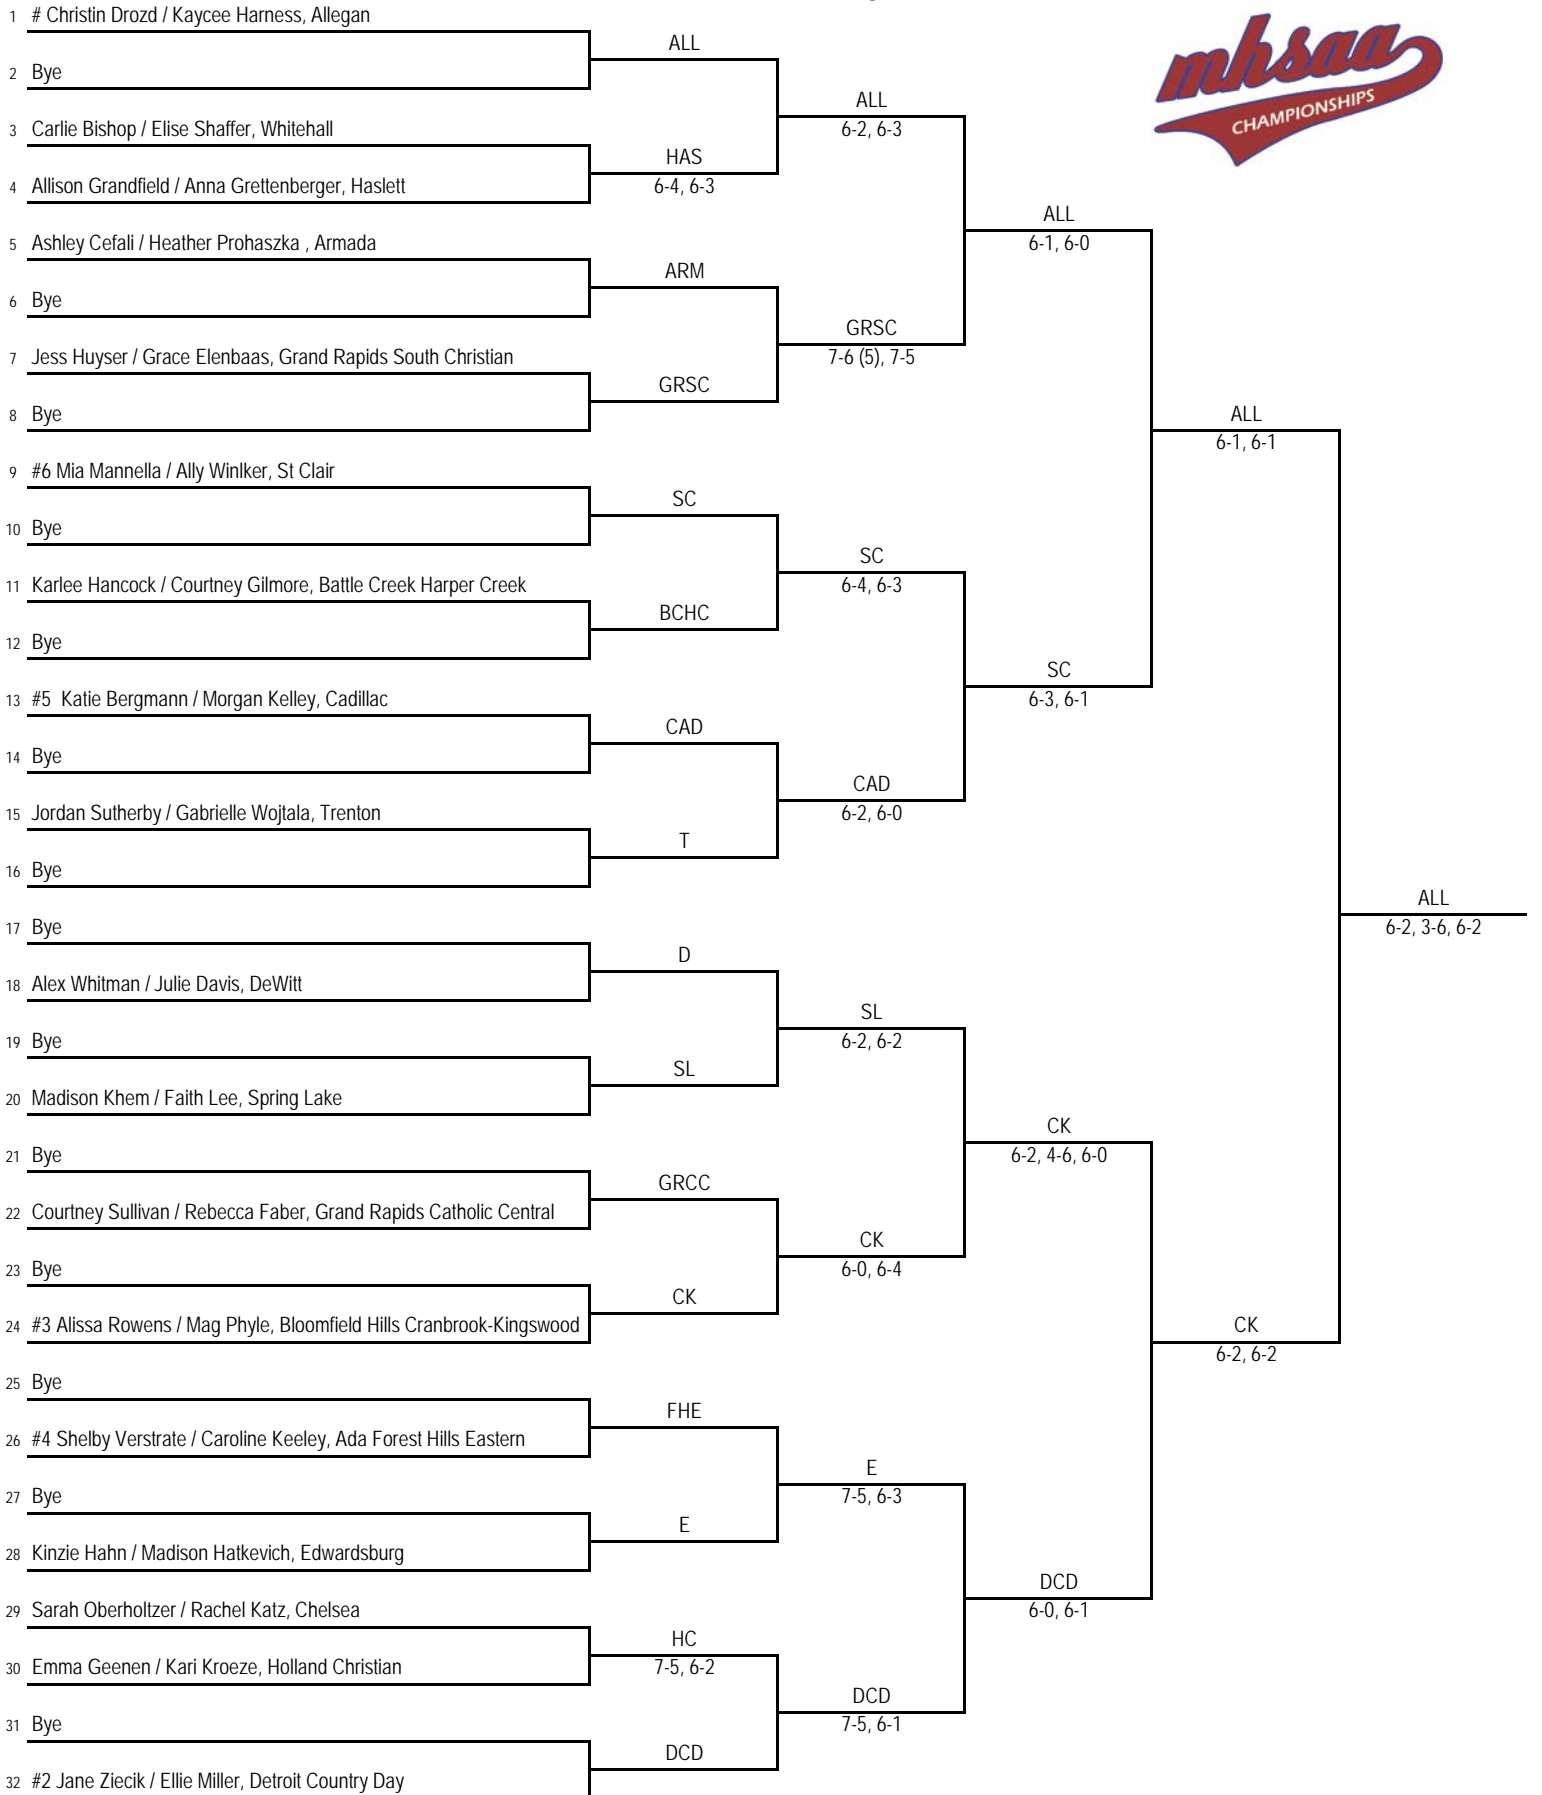 1 # Christin Drozd / Kaycee Harness, Allegan
ALL
2 Bye
ALL
6-2, 6-3
3 Carlie Bishop / Elise Shaffer, Whitehall
HAS
6-4, 6-3
4 Allison Grandfield / Anna Grettenberger, Haslett
ALL
6-1, 6-0
5 Ashley Cefali / Heather Prohaszka , Armada
ARM
6 Bye
GRSC
7-6 (5), 7-5
7 Jess Huyser / Grace Elenbaas, Grand Rapids South Christian
GRSC
8 Bye
ALL
6-1, 6-1
9 #6 Mia Mannella / Ally Winlker, St Clair
SC
10 Bye
SC
6-4, 6-3
11 Karlee Hancock / Courtney Gilmore, Battle Creek Harper Creek
BCHC
12 Bye
SC
6-3, 6-1
13 #5 Katie Bergmann / Morgan Kelley, Cadillac
CAD
14 Bye
CAD
6-2, 6-0
15 Jordan Sutherby / Gabrielle Wojtala, Trenton
T
16 Bye
ALL
6-2, 3-6, 6-2
17 Bye
D
18 Alex Whitman / Julie Davis, DeWitt
SL
6-2, 6-2
19 Bye
SL
20 Madison Khem / Faith Lee, Spring Lake
CK
6-2, 4-6, 6-0
21 Bye
GRCC
22 Courtney Sullivan / Rebecca Faber, Grand Rapids Catholic Central
CK
6-0, 6-4
23 Bye
CK
24 #3 Alissa Rowens / Mag Phyle, Bloomfield Hills Cranbrook-Kingswood
CK
6-2, 6-2
25 Bye
FHE
26 #4 Shelby Verstrate / Caroline Keeley, Ada Forest Hills Eastern
E
7-5, 6-3
27 Bye
E
28 Kinzie Hahn / Madison Hatkevich, Edwardsburg
DCD
6-0, 6-1
29 Sarah Oberholtzer / Rachel Katz, Chelsea
HC
7-5, 6-2
30 Emma Geenen / Kari Kroeze, Holland Christian
DCD
7-5, 6-1
31 Bye
DCD
32 #2 Jane Ziecik / Ellie Miller, Detroit Country Day
mhsaa
CHAMPIONSHIPS